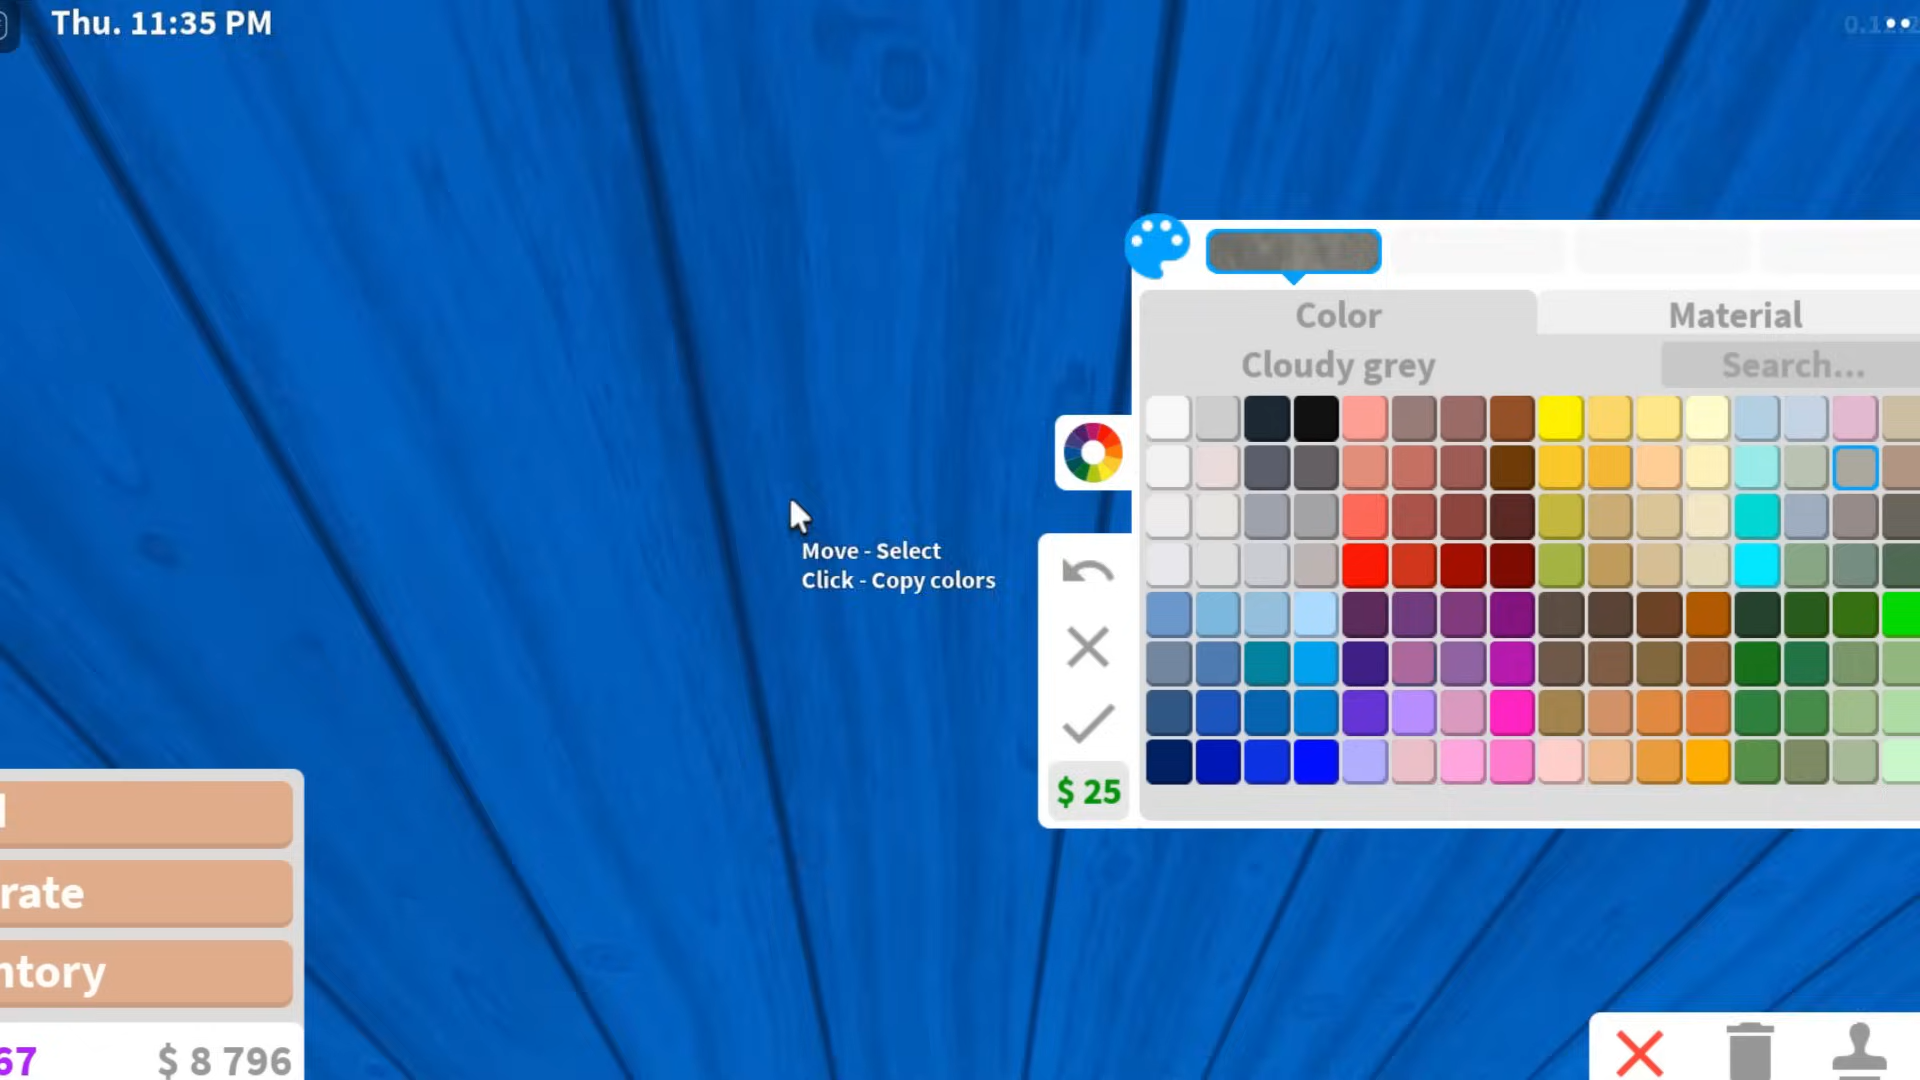 Thu. 11:35 PM
Color
Material
Cloudy grey
Search...
Move - Select
Click - Copy colors
$ 25
rate
ntory
67
$ 8 796